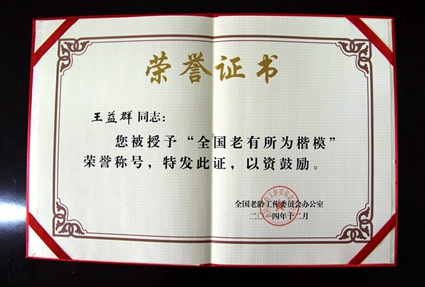 荣誉证书
王益群 同志：
您被授予“全国老有所为楷模”
荣誉称号，特发此证，以资鼓励。
全国老龄工作委员会办公室
二〇一四年十二月